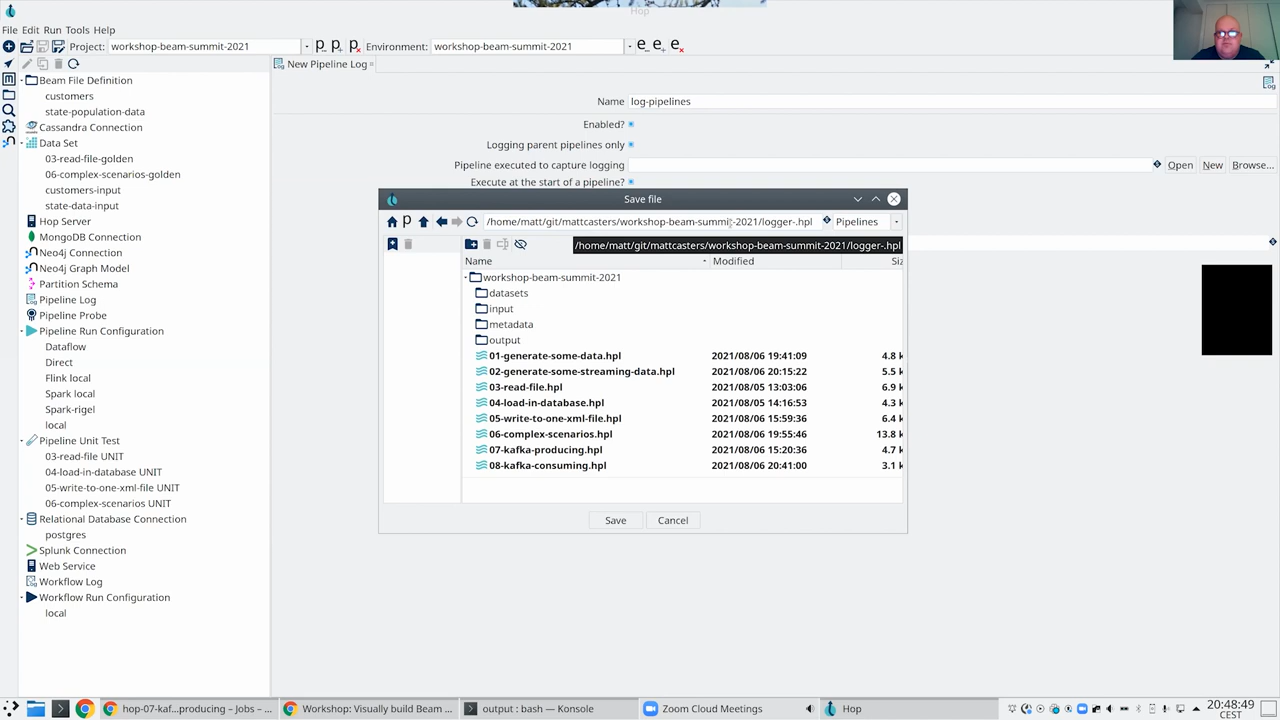 Hop
File Edit Run Tools Help
Project: workshop-beam-summit-2021 Environment: workshop-beam-summit-2021
New Pipeline Log
Beam File Definition
customers
state-population-data
Cassandra Connection
Data Set
03-read-file-golden
06-complex-scenarios-golden
customers-input
state-data-input
Hop Server
MongoDB Connection
Neo4j Connection
Neo4j Graph Model
Partition Schema
Pipeline Log
Pipeline Probe
Pipeline Run Configuration
Dataflow
Direct
Flink local
Spark local
Spark-rigel
local
Pipeline Unit Test
03-read-file UNIT
04-load-in-database UNIT
05-write-to-one-xml-file UNIT
06-complex-scenarios UNIT
Relational Database Connection
postgres
Splunk Connection
Web Service
Workflow Log
Workflow Run Configuration
local
Name log-pipelines
Enabled?
Logging parent pipelines only
Pipeline executed to capture logging Open New Browse...
Execute at the start of a pipeline?
Save file
/home/matt/git/mattcasters/workshop-beam-summit-2021/logger-.hpl Pipelines
/home/matt/git/mattcasters/workshop-beam-summit-2021/logger-.hpl
Name Modified Siz
workshop-beam-summit-2021
datasets
input
metadata
output
01-generate-some-data.hpl 2021/08/06 19:41:09 4.8 k
02-generate-some-streaming-data.hpl 2021/08/06 20:15:22 5.5 k
03-read-file.hpl 2021/08/05 13:03:06 6.9 k
04-load-in-database.hpl 2021/08/05 14:16:53 4.3 k
05-write-to-one-xml-file.hpl 2021/08/06 15:59:36 6.4 k
06-complex-scenarios.hpl 2021/08/06 19:55:46 13.8 k
07-kafka-producing.hpl 2021/08/06 15:20:36 4.7 k
08-kafka-consuming.hpl 2021/08/06 20:41:00 3.1 k
Save Cancel
hop-07-kaf...producing – Jobs – ... Workshop: Visually build Beam ... output : bash — Konsole Zoom Cloud Meetings Hop
20:48:49
CEST